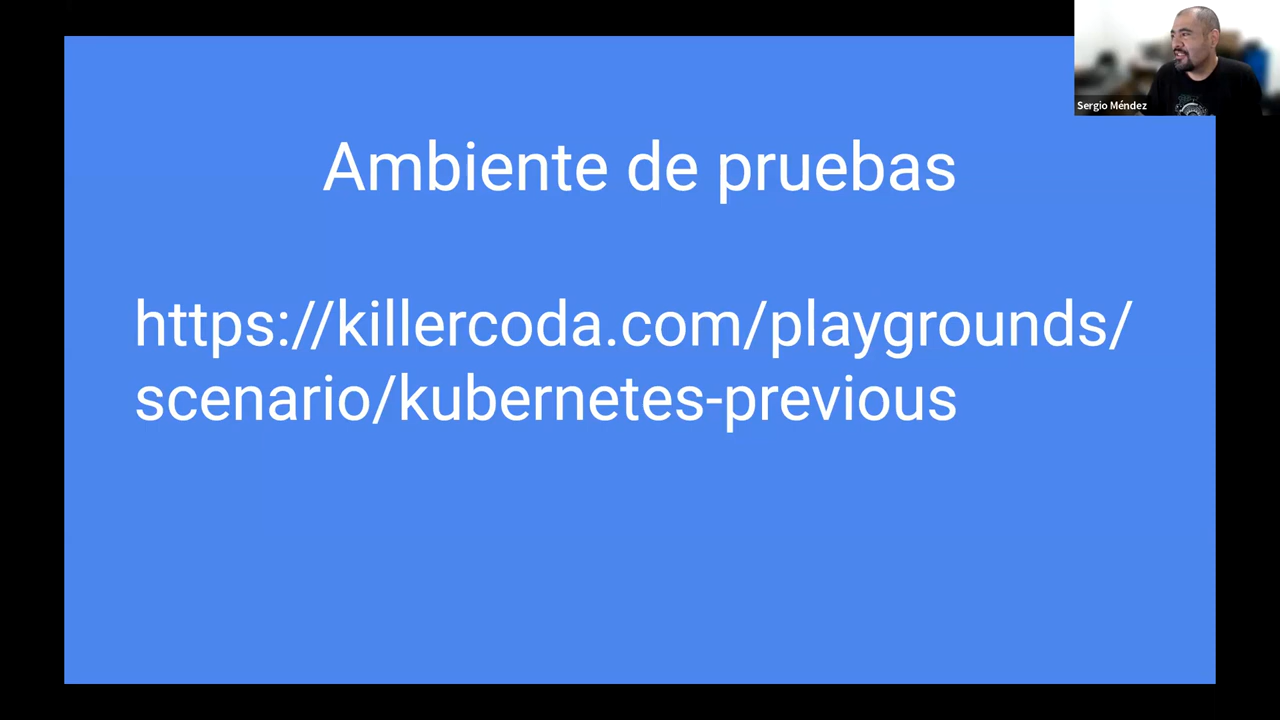 Ambiente de pruebas
https://killercoda.com/playgrounds/
scenario/kubernetes-previous
Sergio Méndez